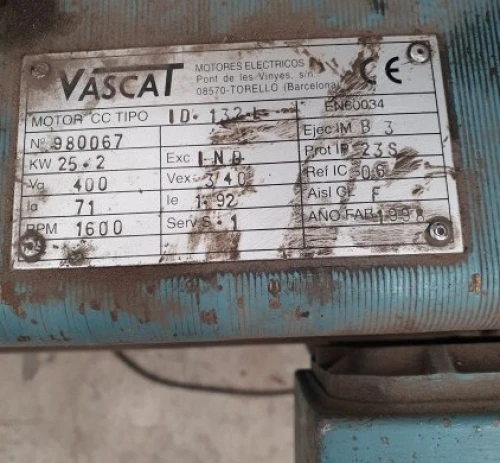 VASCAT
MOTORES ELECTRICOS
Pont de les Vinyes, s/n
08570-TORELLO (Barcelona)
CE
MOTOR CC TIPO ID.132 L EN60034
Nº 980067 Ejec IM B 3
KW 25.2 Exc IND Prot IP 23S
Va 400 Vex 340 Ref IC 06
Ia 71 Ie 1.92 Aisl Cl F
RPM 1600 Serv S.1 AÑO FAB 199